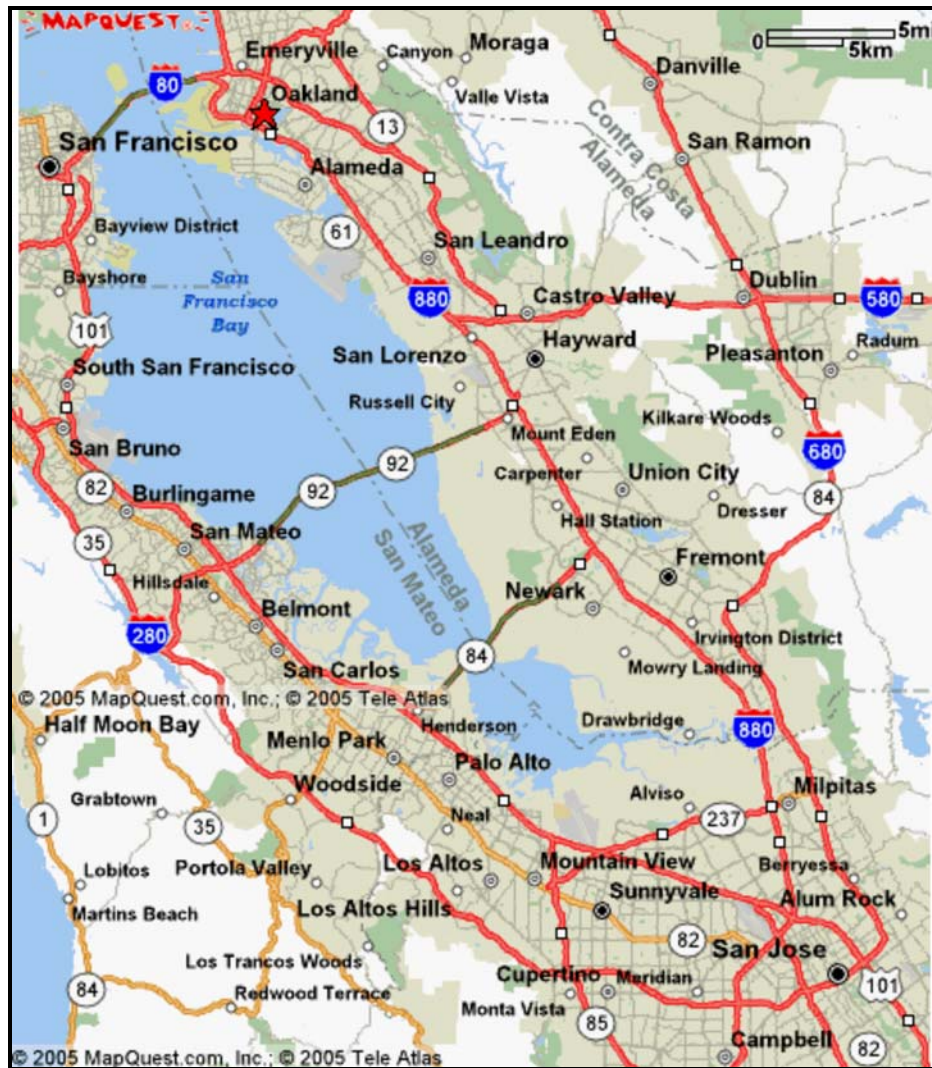 MAPQUEST
0 5mi
5km
Emeryville
Canyon
Moraga
Danville
80
Oakland
Valle Vista
13
San Francisco
San Ramon
Contra Costa
Alameda
Alameda
Bayview District
61
San Leandro
Bayshore
San
Francisco
Bay
880
Castro Valley
Dublin
580
101
San Lorenzo
Hayward
Radum
Pleasanton
South San Francisco
Russell City
Kilkare Woods
San Bruno
Mount Eden
680
92
92
Carpenter
Union City
84
82
Burlingame
Dresser
Hall Station
35
San Mateo
Alameda
San Mateo
Fremont
Hillsdale
Newark
Belmont
280
Irvington District
84
Mowry Landing
San Carlos
© 2005 MapQuest.com, Inc.; © 2005 Tele Atlas
Half Moon Bay
Henderson
Drawbridge
880
Menlo Park
Palo Alto
Woodside
Milpitas
Grabtown
Alviso
1
35
Neal
237
Portola Valley
Los Altos
Mountain View
Berryessa
Lobitos
Sunnyvale
Alum Rock
Martins Beach
Los Altos Hills
82
San Jose
Los Trancos Woods
Cupertino
Meridian
101
84
Redwood Terrace
Monta Vista
85
Campbell
82
© 2005 MapQuest.com, Inc.; © 2005 Tele Atlas